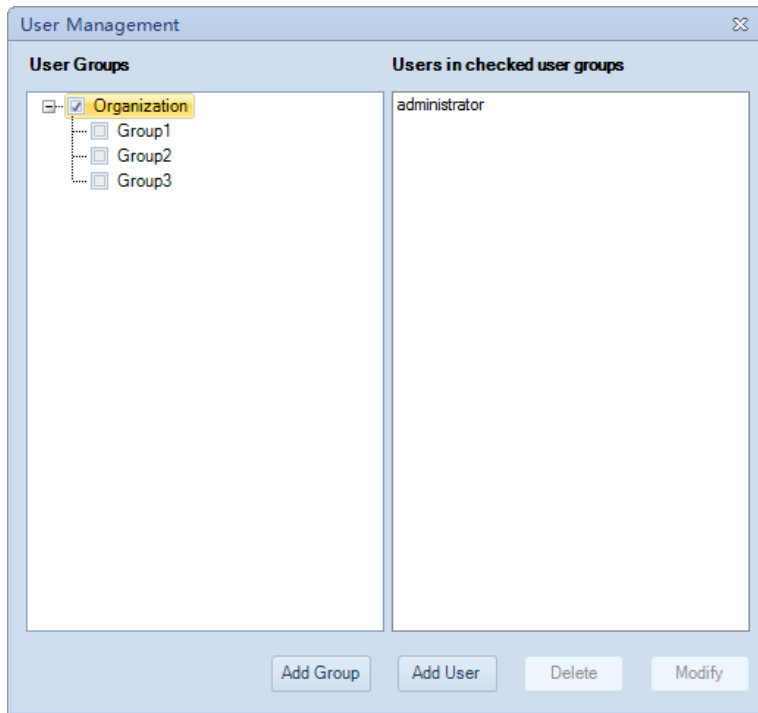 User Management
User Groups
Users in checked user groups
Organization
Group1
Group2
Group3
administrator
Add Group
Add User
Delete
Modify